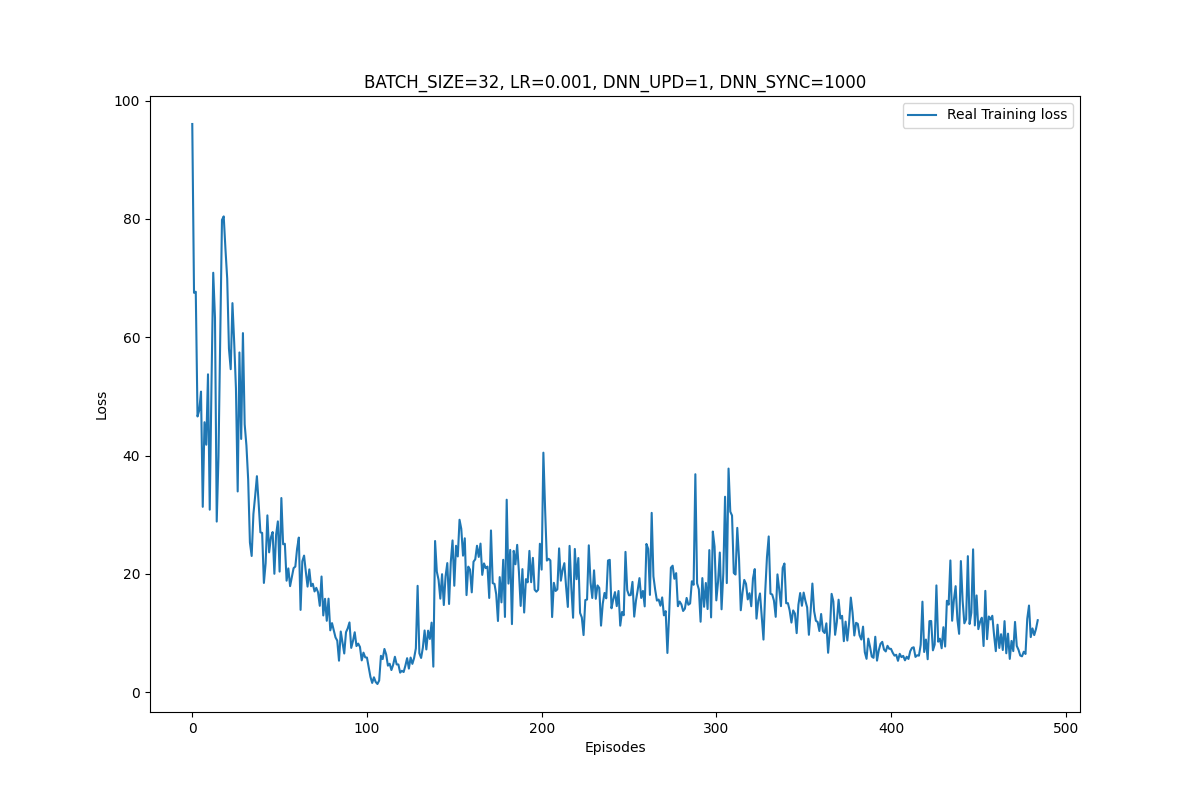 BATCH_SIZE=32, LR=0.001, DNN_UPD=1, DNN_SYNC=1000
Real Training loss
100
80
60
40
20
0
Loss
0 100 200 300 400 500
Episodes